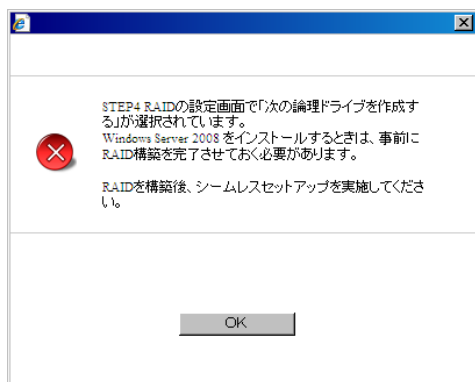 STEP4 RAIDの設定画面で「次の論理ドライブを作成す
る」が選択されています。
Windows Server 2008 をインストールするときは、事前に
RAID構築を完了させておく必要があります。
RAIDを構築後、シームレスセットアップを実施してくださ
い。
OK